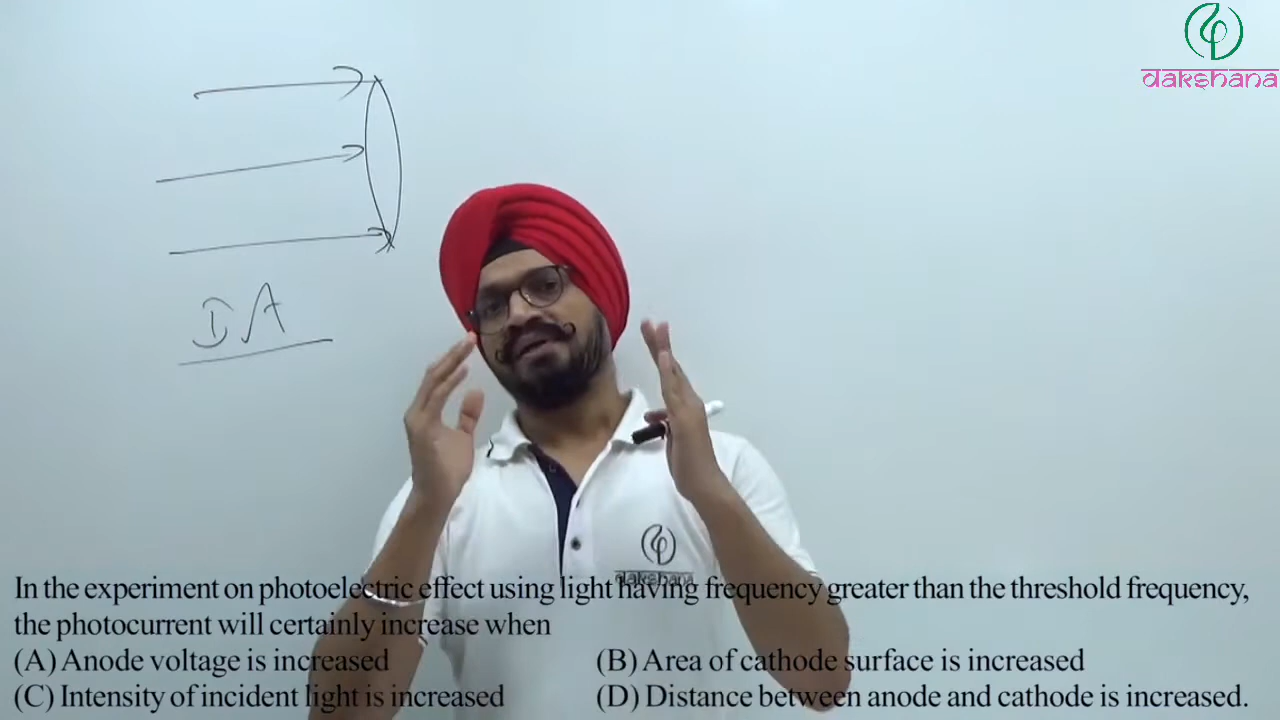 dakshana
IA
dakshana
In the experiment on photoelectric effect using light having frequency greater than the threshold frequency,
the photocurrent will certainly increase when
(A) Anode voltage is increased
(B) Area of cathode surface is increased
(C) Intensity of incident light is increased
(D) Distance between anode and cathode is increased.